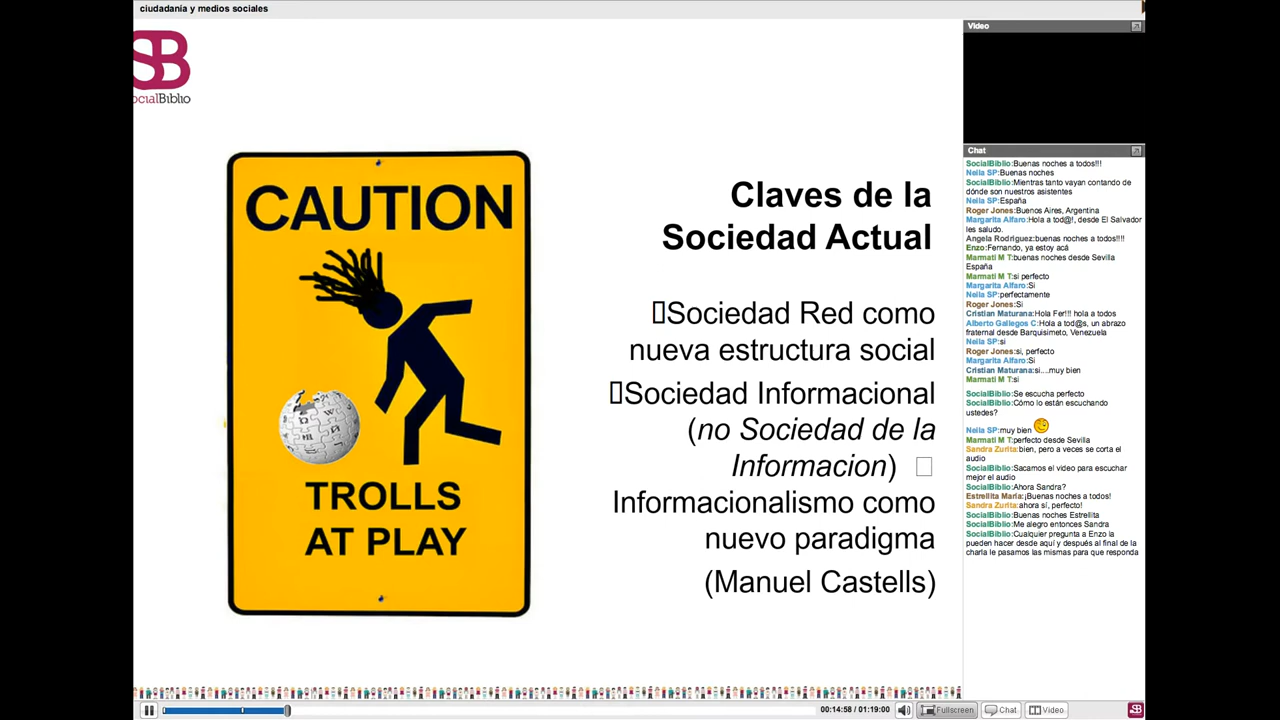 ciudadanía y medios sociales
SB
ocialBiblio
CAUTION
TROLLS
AT PLAY
Claves de la
Sociedad Actual
Sociedad Red como
nueva estructura social
Sociedad Informacional
(no Sociedad de la
Informacion)
Informacionalismo como
nuevo paradigma
(Manuel Castells)
Video
Chat
SocialBiblio:Buenas noches a todos!!!
Neila SP:Buenas noches
SocialBiblio:Mientras tanto vayan contando de
dónde son nuestros asistentes
Neila SP:España
Roger Jones:Buenos Aires, Argentina
Margarita Alfaro:Hola a tod@!, desde El Salvador
les saludo.
Angela Rodriguez:buenas noches a todos!!!!
Enzo:Fernando, ya estoy acá
Marmati M T:buenas noches desde Sevilla
España
Marmati M T:si perfecto
Margarita Alfaro:Si
Neila SP:perfectamente
Roger Jones:Si
Cristian Maturana:Hola Fer!!! hola a todos
Alberto Gallegos C:Hola a tod@s, un abrazo
fraternal desde Barquisimeto, Venezuela
Neila SP:si
Roger Jones:si, perfecto
Margarita Alfaro:Si
Cristian Maturana:si....muy bien
Marmati M T:si
SocialBiblio:Se escucha perfecto
SocialBiblio:Cómo lo están escuchando
ustedes?
Neila SP:muy bien
Marmati M T:perfecto desde Sevilla
Sandra Zurita:bien, pero a veces se corta el
audio
SocialBiblio:Sacamos el video para escuchar
mejor el audio
SocialBiblio:Ahora Sandra?
Estrellita María:¡Buenas noches a todos!
Sandra Zurita:ahora sí, perfecto!
SocialBiblio:Buenas noches Estrellita
SocialBiblio:Me alegro entonces Sandra
SocialBiblio:Cualquier pregunta a Enzo la
pueden hacer desde aquí y después al final de la
charla le pasamos las mismas para que responda
00:14:58 / 01:19:00
Fullscreen
Chat
Video
SB